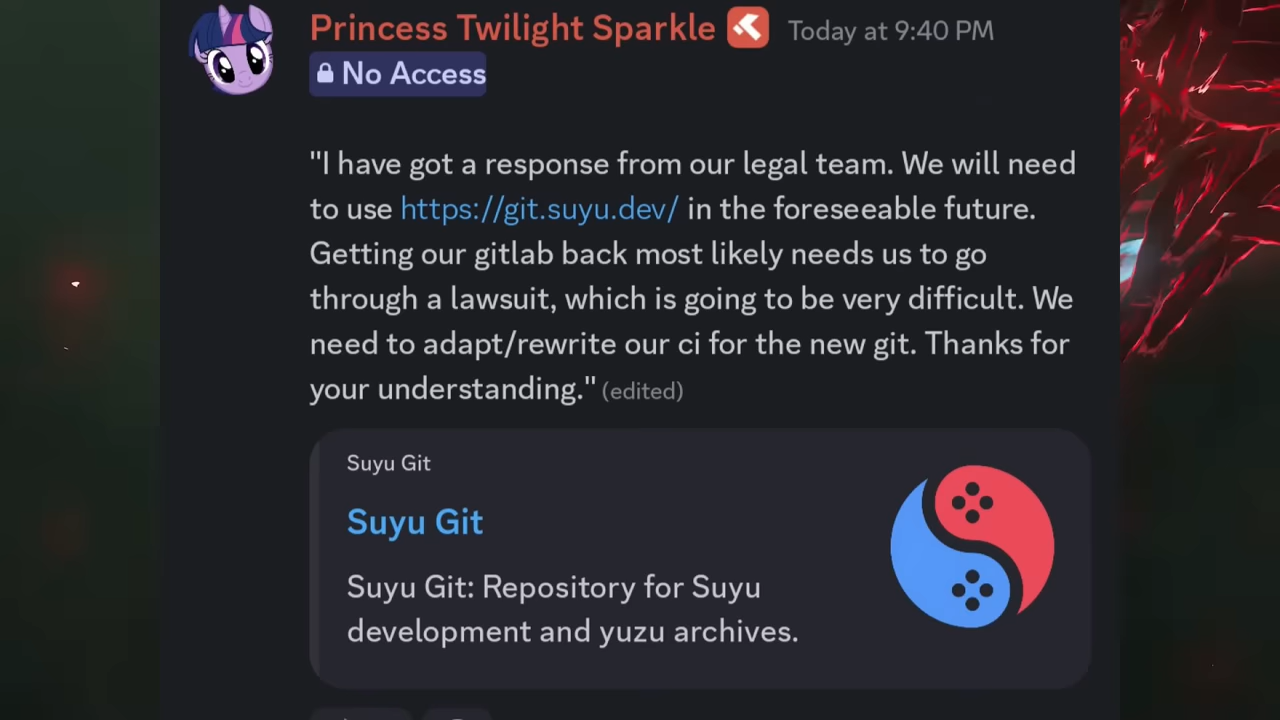 Princess Twilight Sparkle Today at 9:40 PM
No Access
"I have got a response from our legal team. We will need
to use https://git.suyu.dev/ in the foreseeable future.
Getting our gitlab back most likely needs us to go
through a lawsuit, which is going to be very difficult. We
need to adapt/rewrite our ci for the new git. Thanks for
your understanding." (edited)
Suyu Git
Suyu Git
Suyu Git: Repository for Suyu
development and yuzu archives.